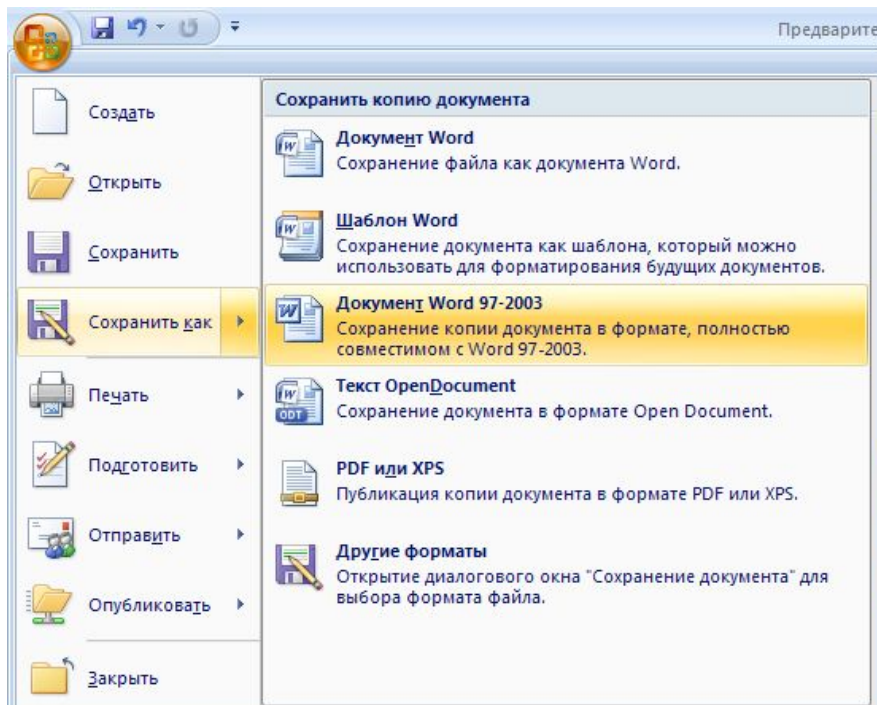 Предварите
Создать
Открыть
Сохранить
Сохранить как
Печать
Подготовить
Отправить
Опубликовать
Закрыть
Сохранить копию документа
Документ Word
Сохранение файла как документа Word.
Шаблон Word
Сохранение документа как шаблона, который можно
использовать для форматирования будущих документов.
Документ Word 97-2003
Сохранение копии документа в формате, полностью
совместимом с Word 97-2003.
Текст OpenDocument
Сохранение документа в формате Open Document.
PDF или XPS
Публикация копии документа в формате PDF или XPS.
Другие форматы
Открытие диалогового окна "Сохранение документа" для
выбора формата файла.